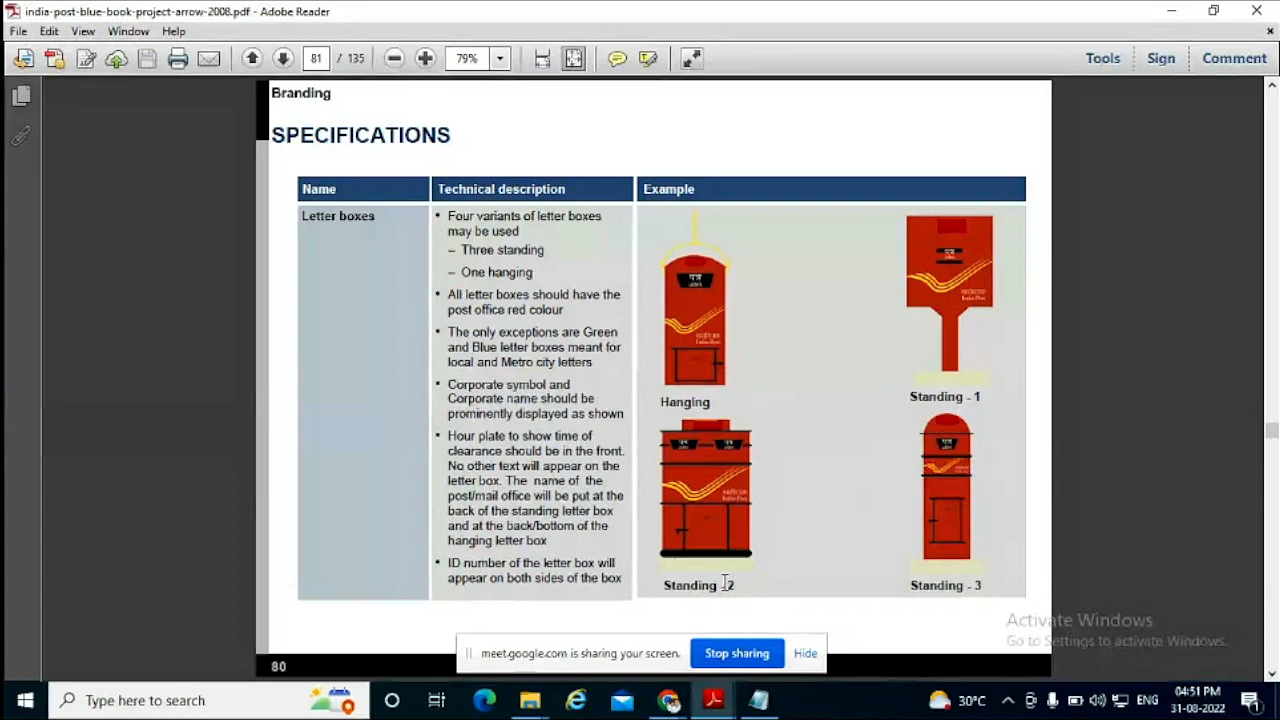 india-post-blue-book-project-arrow-2008.pdf - Adobe Reader
File Edit View Window Help
81 / 135
79%
Tools Sign Comment
Branding
SPECIFICATIONS
Name Technical description Example
Letter boxes
• Four variants of letter boxes
may be used
– Three standing
– One hanging
• All letter boxes should have the
post office red colour
• The only exceptions are Green
and Blue letter boxes meant for
local and Metro city letters
• Corporate symbol and
Corporate name should be
prominently displayed as shown
• Hour plate to show time of
clearance should be in the front.
No other text will appear on the
letter box. The name of the
post/mail office will be put at the
back of the standing letter box
and at the back/bottom of the
hanging letter box
• ID number of the letter box will
appear on both sides of the box
Hanging
Standing - 1
Standing - 2
Standing - 3
Activate Windows
Go to Settings to activate Windows.
meet.google.com is sharing your screen. Stop sharing Hide
80
Type here to search
30°C
ENG
04:51 PM
31-08-2022